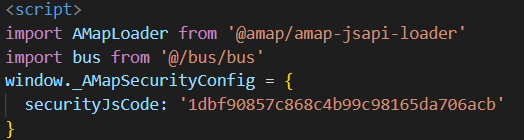 <script>
import AMapLoader from '@amap/amap-jsapi-loader'
import bus from '@/bus/bus'
window._AMapSecurityConfig = {
  securityJsCode: '1dbf90857c868c4b99c98165da706acb'
}